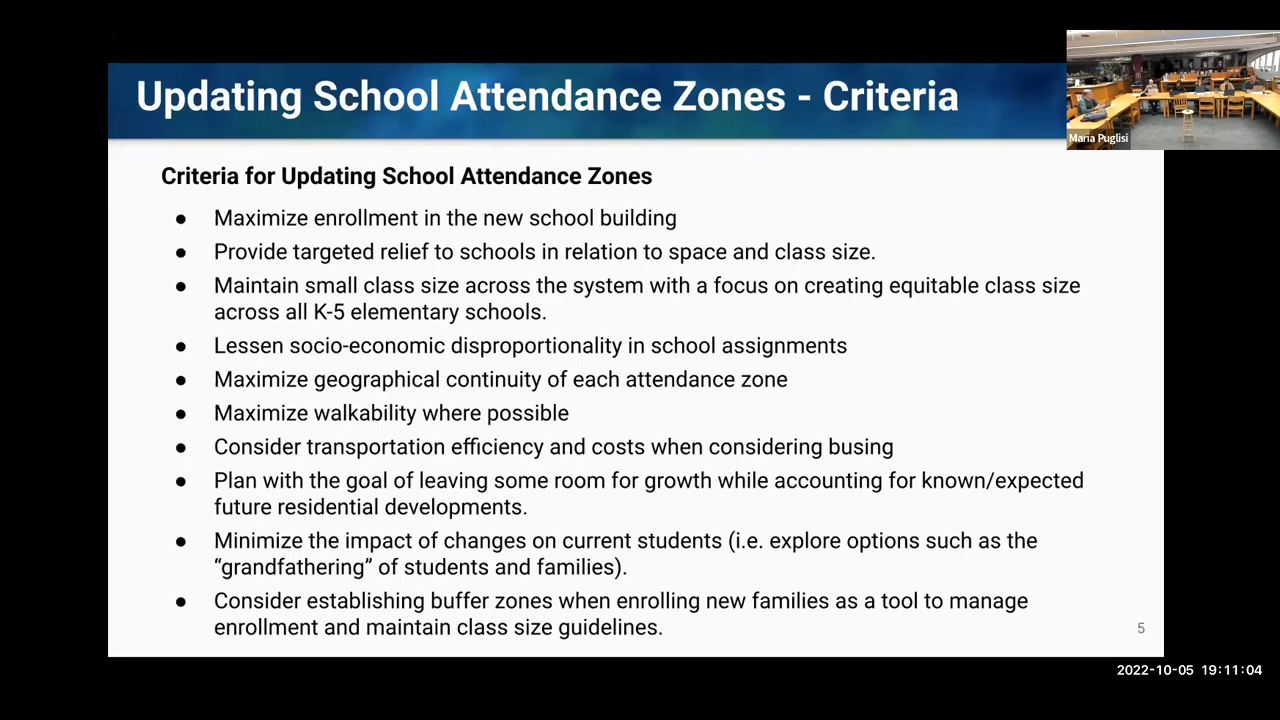 Updating School Attendance Zones - Criteria
Maria Puglisi
Criteria for Updating School Attendance Zones
● Maximize enrollment in the new school building
● Provide targeted relief to schools in relation to space and class size.
● Maintain small class size across the system with a focus on creating equitable class size
across all K-5 elementary schools.
● Lessen socio-economic disproportionality in school assignments
● Maximize geographical continuity of each attendance zone
● Maximize walkability where possible
● Consider transportation efficiency and costs when considering busing
● Plan with the goal of leaving some room for growth while accounting for known/expected
future residential developments.
● Minimize the impact of changes on current students (i.e. explore options such as the
“grandfathering” of students and families).
● Consider establishing buffer zones when enrolling new families as a tool to manage
enrollment and maintain class size guidelines.
5
2022-10-05 19:11:04